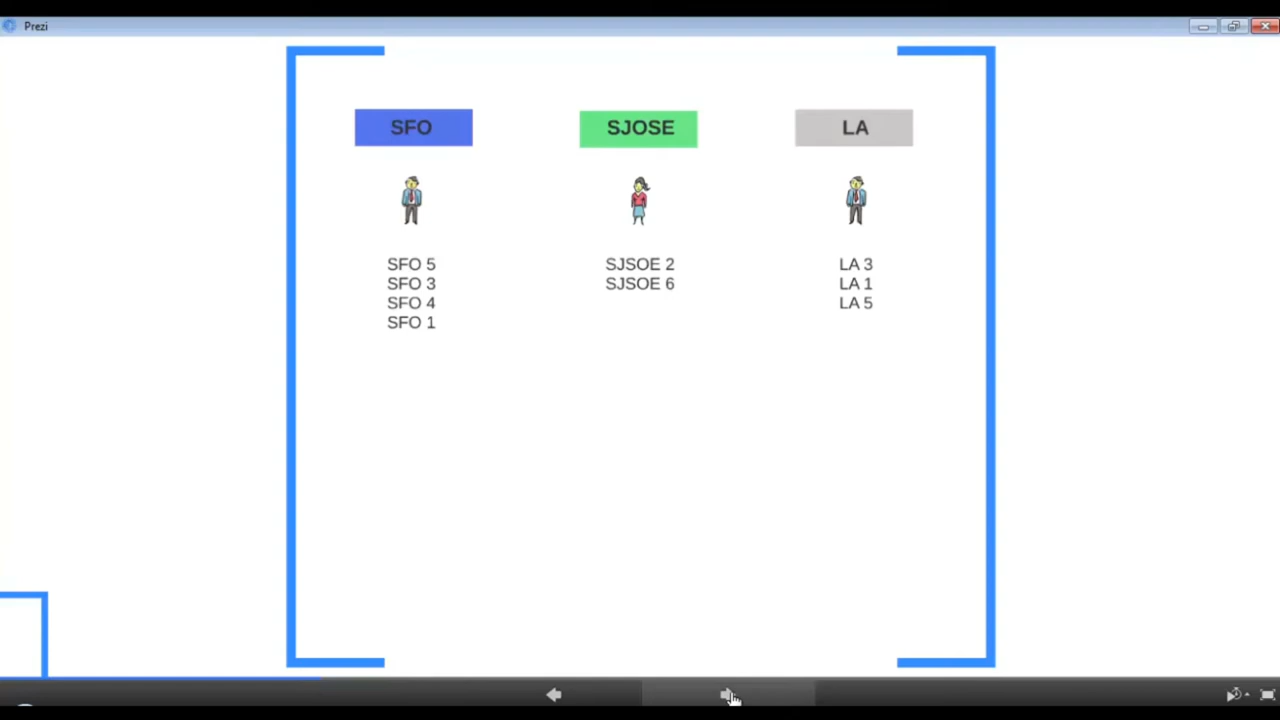 Prezi
SFO
SJOSE
LA
SFO 5
SFO 3
SFO 4
SFO 1
SJSOE 2
SJSOE 6
LA 3
LA 1
LA 5